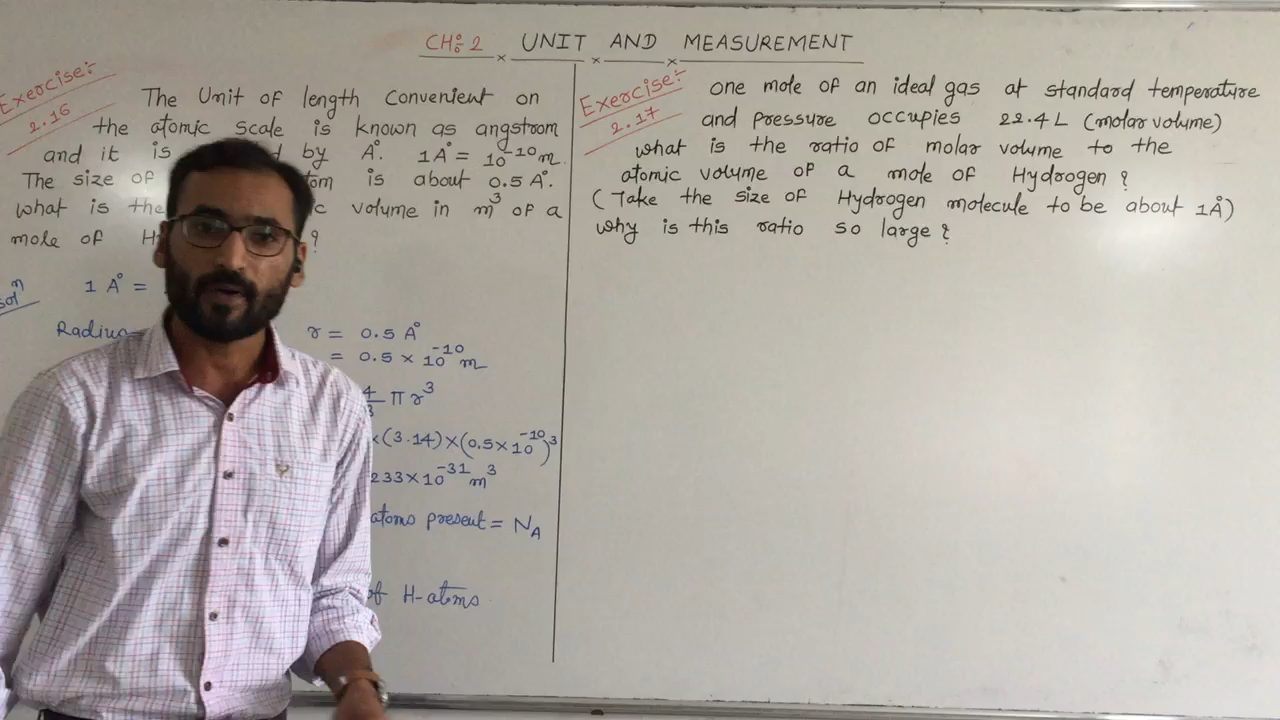 CH:2 UNIT AND MEASUREMENT
Exercise:-
2.16
The Unit of length Convenient on
the atomic Scale is known as angstrom
and it is by A°. 1A° = 10⁻¹⁰m.
The size of is about 0.5 A°.
what is the volume in m³ of a
mole of ?
solⁿ 1 A° =
Radius r = 0.5 A°
= 0.5 × 10⁻¹⁰ m
4/3 π r³
×(3.14)×(0.5×10⁻¹⁰)³
233×10⁻³¹ m³
atoms present = N_A
of H-atoms
Exercise:-
2.17
one mole of an ideal gas at standard temperature
and pressure occupies 22.4 L (molar volume)
what is the ratio of molar volume to the
atomic volume of a mole of Hydrogen ?
(Take the size of Hydrogen molecule to be about 1Å)
why is this ratio so large ?